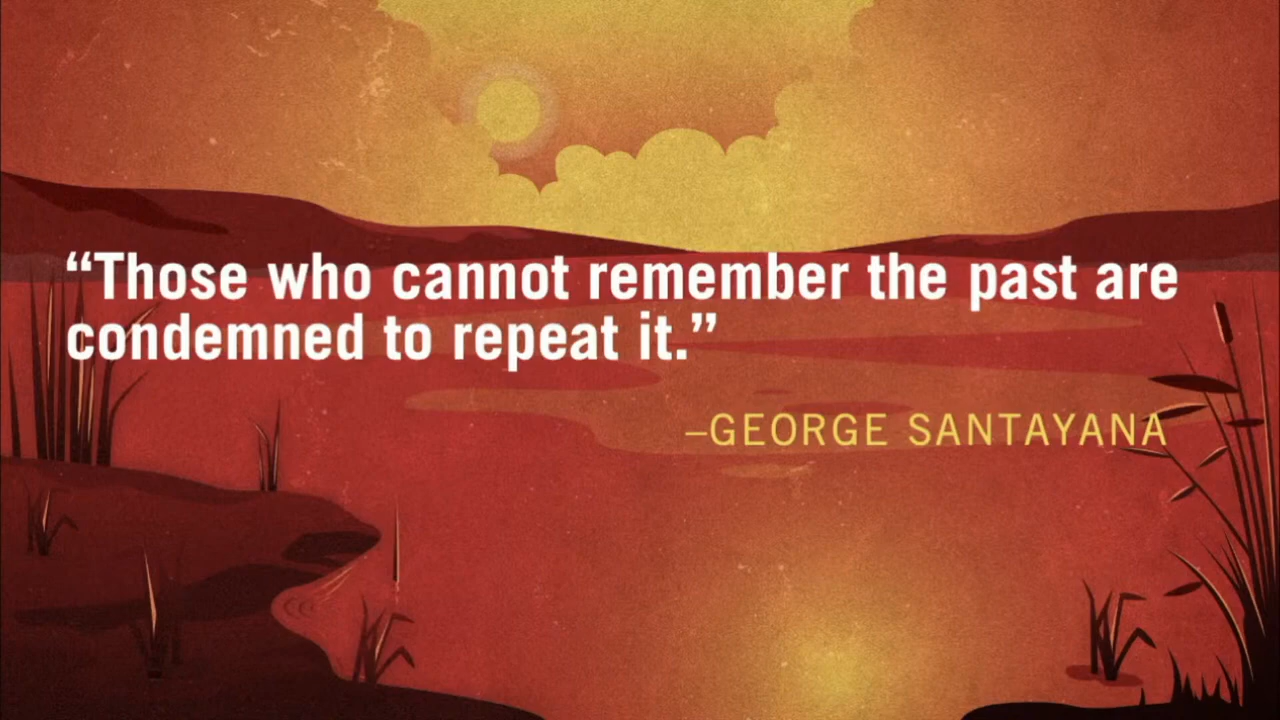 “Those who cannot remember the past are
condemned to repeat it.”
–GEORGE SANTAYANA